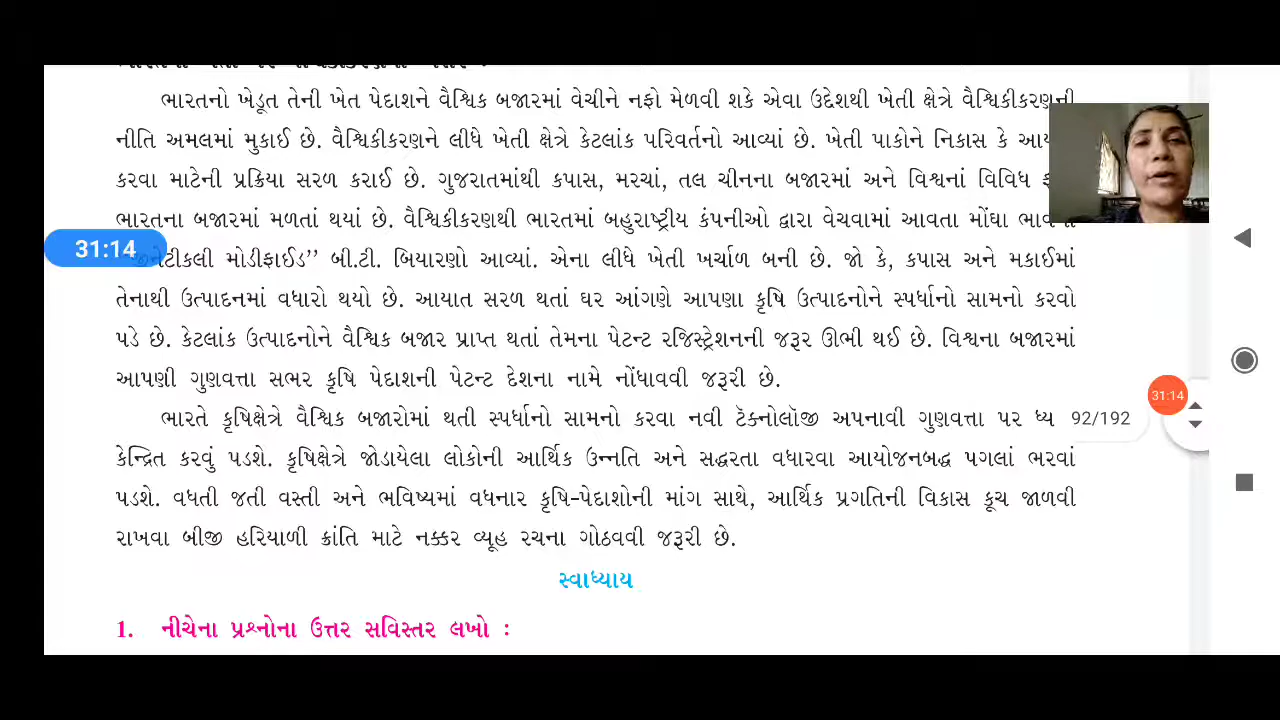 ભારતનો ખેડૂત તેની ખેત પેદાશને વૈશ્વિક બજારમાં વેચીને નફો મેળવી શકે એવા ઉદેશથી ખેતી ક્ષેત્રે વૈશ્વિકીકરણની
નીતિ અમલમાં મુકાઈ છે. વૈશ્વિકીકરણને લીધે ખેતી ક્ષેત્રે કેટલાંક પરિવર્તનો આવ્યાં છે. ખેતી પાકોને નિકાસ કે
કરવા માટેની પ્રક્રિયા સરળ કરાઈ છે. ગુજરાતમાંથી કપાસ, મરચાં, તલ ચીનના બજારમાં અને વિશ્વનાં વિવિધ
ભારતના બજારમાં મળતાં થયાં છે. વૈશ્વિકીકરણથી ભારતમાં બહુરાષ્ટ્રીય કંપનીઓ દ્વારા વેચવામાં આવતા મોંઘા
31:14
મોડીફાઈડ'' બી.ટી. બિયારણો આવ્યાં. એના લીધે ખેતી ખર્ચાળ બની છે. જો કે, કપાસ અને મકાઈમાં
તેનાથી ઉત્પાદનમાં વધારો થયો છે. આયાત સરળ થતાં ઘર આંગણે આપણા કૃષિ ઉત્પાદનોને સ્પર્ધાનો સામનો કરવો
પડે છે. કેટલાંક ઉત્પાદનોને વૈશ્વિક બજાર પ્રાપ્ત થતાં તેમના પેટન્ટ રજિસ્ટ્રેશનની જરૂર ઊભી થઈ છે. વિશ્વના બજારમાં
આપણી ગુણવત્તા સભર કૃષિ પેદાશની પેટન્ટ દેશના નામે નોંધાવવી જરૂરી છે.
31:14
ભારતે કૃષિક્ષેત્રે વૈશ્વિક બજારોમાં થતી સ્પર્ધાનો સામનો કરવા નવી ટૅક્નોલૉજી અપનાવી ગુણવત્તા પર
92/192
કેન્દ્રિત કરવું પડશે. કૃષિક્ષેત્રે જોડાયેલા લોકોની આર્થિક ઉન્નતિ અને સદ્ધરતા વધારવા આયોજનબદ્ધ પગલાં ભરવાં
પડશે. વધતી જતી વસ્તી અને ભવિષ્યમાં વધનાર કૃષિ-પેદાશોની માંગ સાથે, આર્થિક પ્રગતિની વિકાસ કૂચ જાળવી
રાખવા બીજી હરિયાળી ક્રાંતિ માટે નક્કર વ્યૂહ રચના ગોઠવવી જરૂરી છે.
સ્વાધ્યાય
1. નીચેના પ્રશ્નોના ઉત્તર સવિસ્તર લખો :